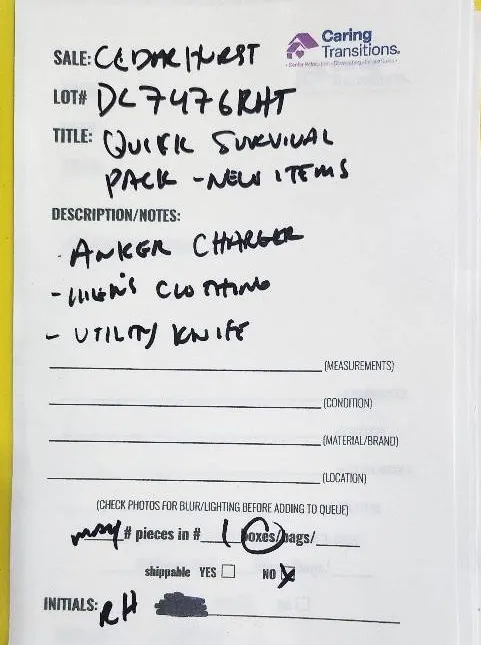 Caring
Transitions.
SALE: CEDARHURST
LOT# DC7476RHT
TITLE: QUICK SURVIVAL
PACK - NEW ITEMS
DESCRIPTION/NOTES:
- ANKER CHARGER
- MEN'S CLOTHING
- UTILITY KNIFE
(MEASUREMENTS)
(CONDITION)
(MATERIAL/BRAND)
(LOCATION)
(CHECK PHOTOS FOR BLUR/LIGHTING BEFORE ADDING TO QUEUE)
many # pieces in # 1 boxes/bags/
shippable YES NO
INITIALS: RH